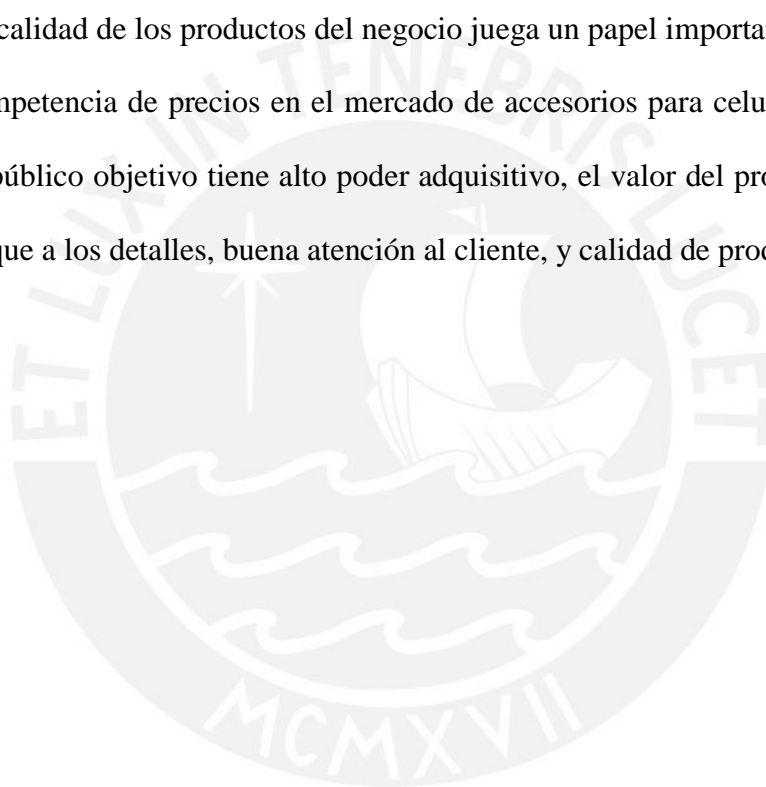 calidad de los productos del negocio juega un papel importa
mpetencia de precios en el mercado de accesorios para celu
público objetivo tiene alto poder adquisitivo, el valor del pro
que a los detalles, buena atención al cliente, y calidad de prod
ET LUX IN TENEBRIS LUCET
MCMXVII